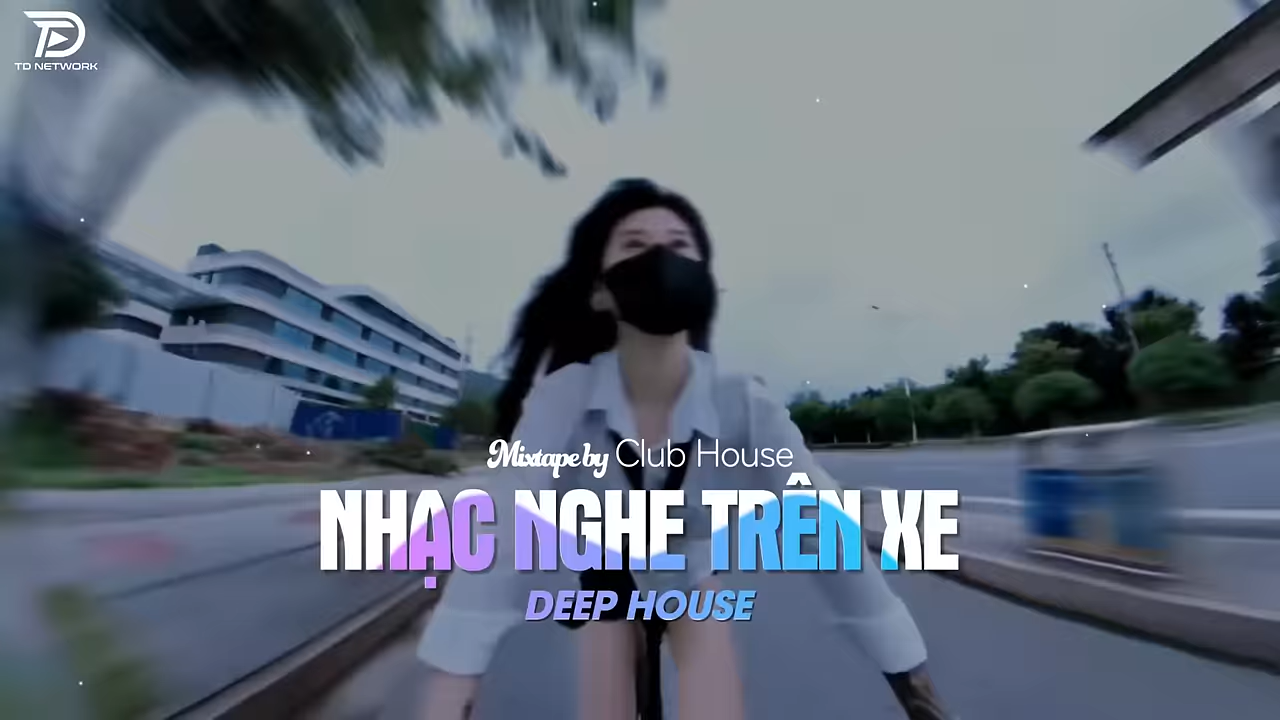 TD NETWORK
Mixtape by Club House
NHẠC NGHE TRÊN XE
DEEP HOUSE